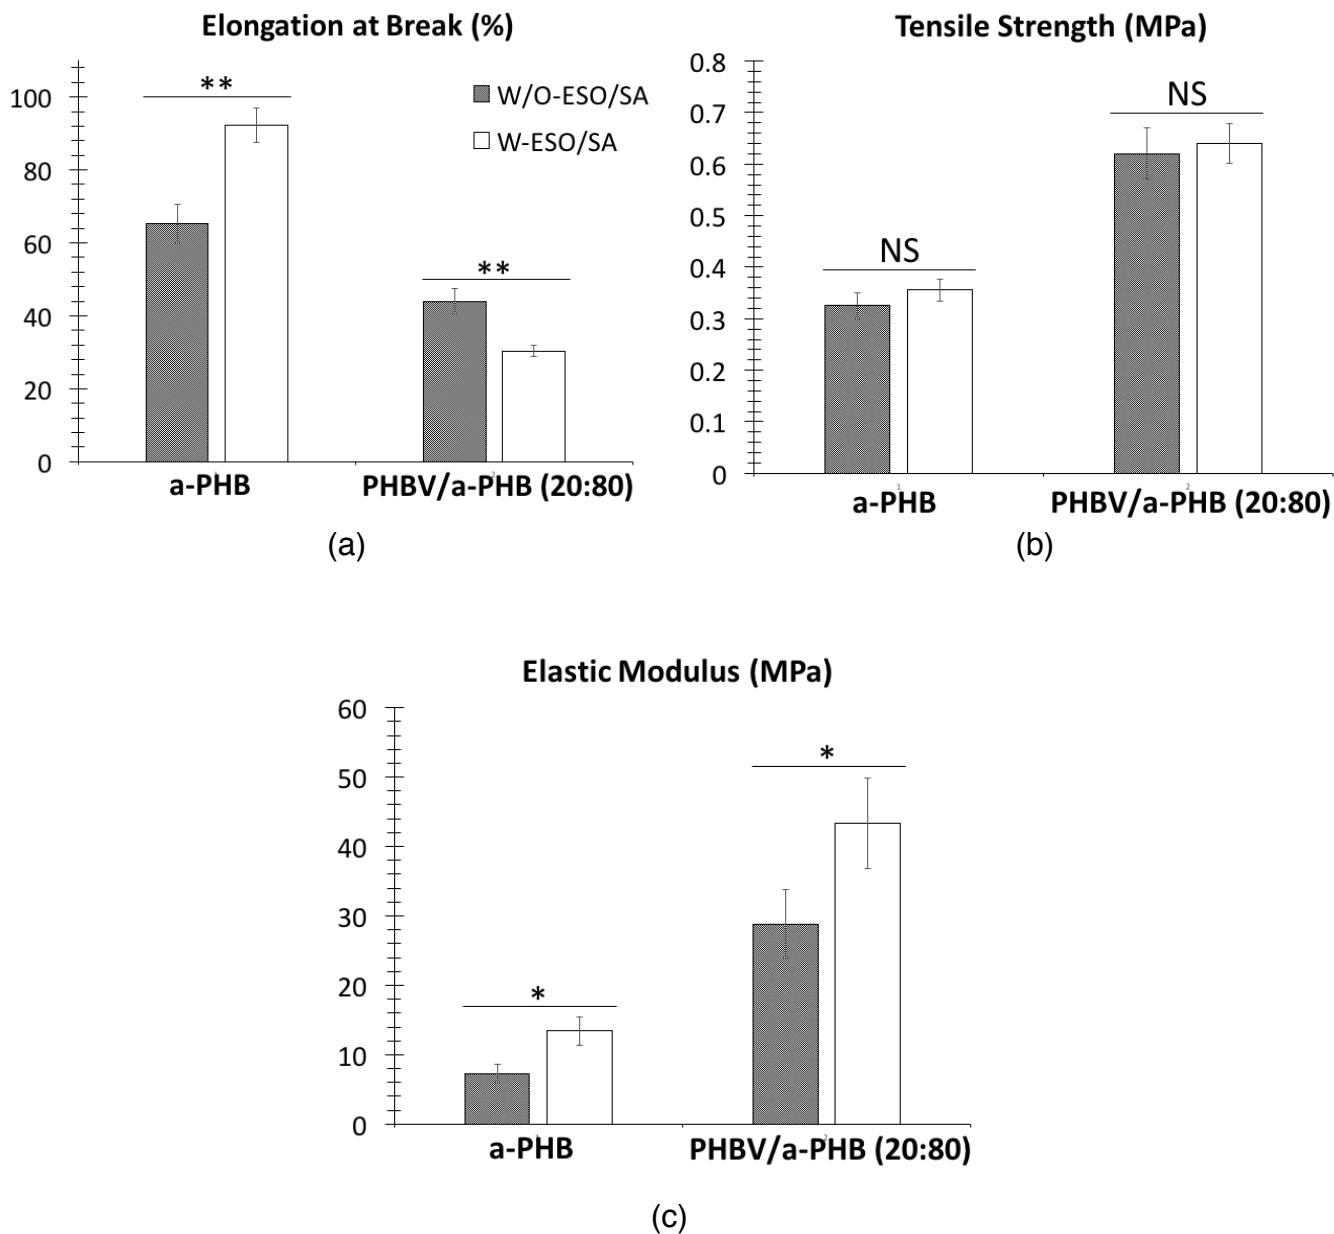 Elongation at Break (%)
100
80
60
40
20
0
**
**
W/O-ESO/SA
W-ESO/SA
a-PHB
PHBV/a-PHB (20:80)
(a)
Tensile Strength (MPa)
0.8
0.7
0.6
0.5
0.4
0.3
0.2
0.1
0
NS
NS
1
2
a-PHB
PHBV/a-PHB (20:80)
(b)
Elastic Modulus (MPa)
60
50
40
30
20
10
0
*
*
a-PHB
PHBV/a-PHB (20:80)
(c)